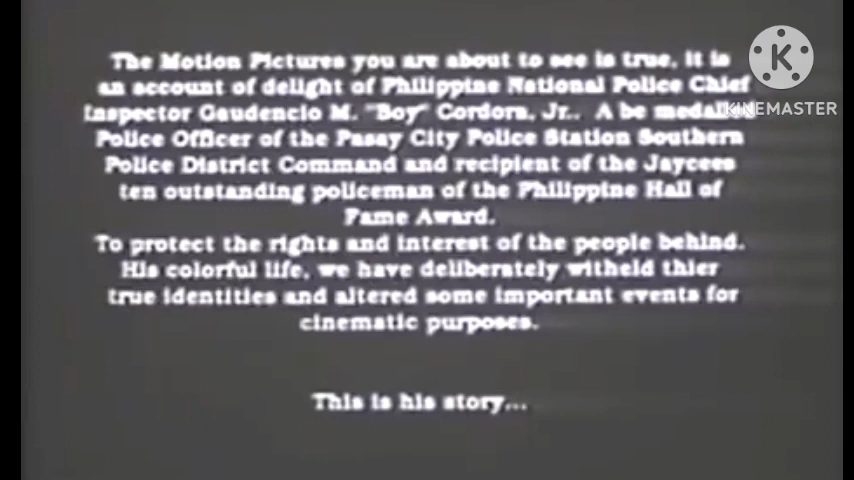 The Motion Pictures you are about to see is true, it is
an account of delight of Philippine National Police Chief
Inspector Gaudencio M. "Boy" Cordora, Jr.. A be medalled
Police Officer of the Pasay City Police Station Southern
Police District Command and recipient of the Jaycees
ten outstanding policeman of the Philippine Hall of
Fame Award.
To protect the rights and interest of the people behind.
His colorful life, we have deliberately witheld thier
true identities and altered some important events for
cinematic purposes.
This is his story...
K
KINEMASTER